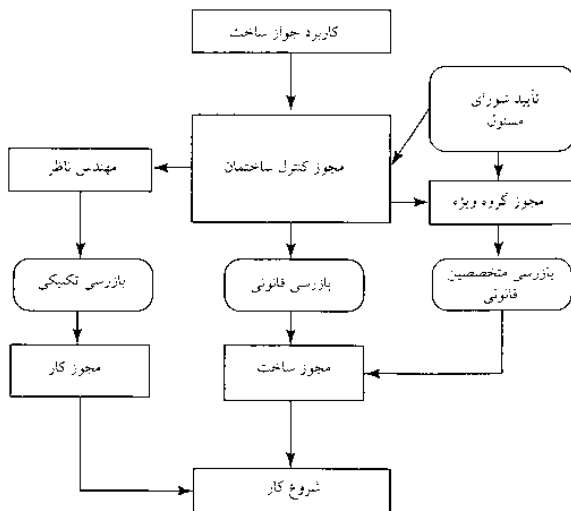 کاربرد جواز ساخت
تأیید شورای
مسئول
مهندس ناظر
مجوز کنترل ساختمان
مجوز گروه ویژه
بازرسی تکنیکی
بازرسی قانونی
بازرسی متخصصین
قانونی
مجوز کار
مجوز ساخت
شروع کار